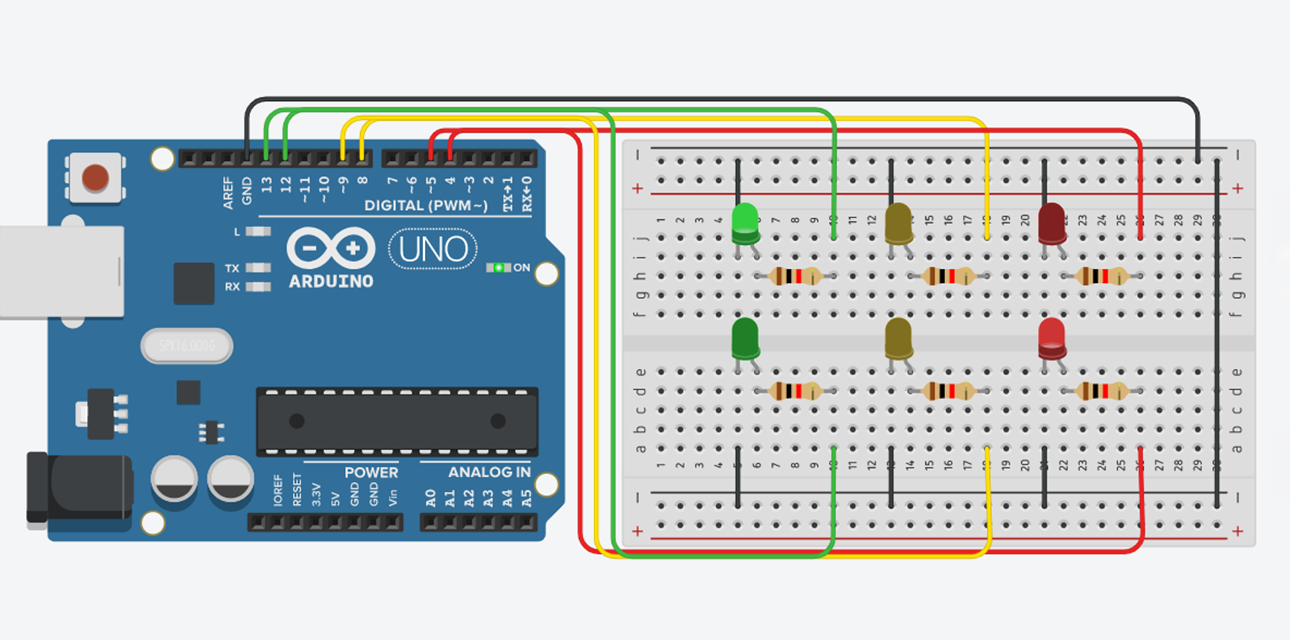 AREF
GND
13
12
~11
~10
~9
8
7
~6
~5
4
~3
2
TX→1
RX←0
DIGITAL (PWM~)
L
TX
RX
UNO
ON
ARDUINO
SPK16.000G
POWER
ANALOG IN
IOREF
RESET
3.3V
5V
GND
GND
Vin
A0
A1
A2
A3
A4
A5
− −
+ +
1 2 3 4 6 7 8 9 10 11 12 14 15 16 17 18 19 20 22 23 24 25 26 27 28 29 30
j j
i i
h h
g g
f f
e e
d d
c c
b b
a a
1 2 3 4 5 6 7 8 9 10 11 12 13 14 15 16 17 18 19 20 21 22 23 24 25 26 27 28 29 30
− −
+ +